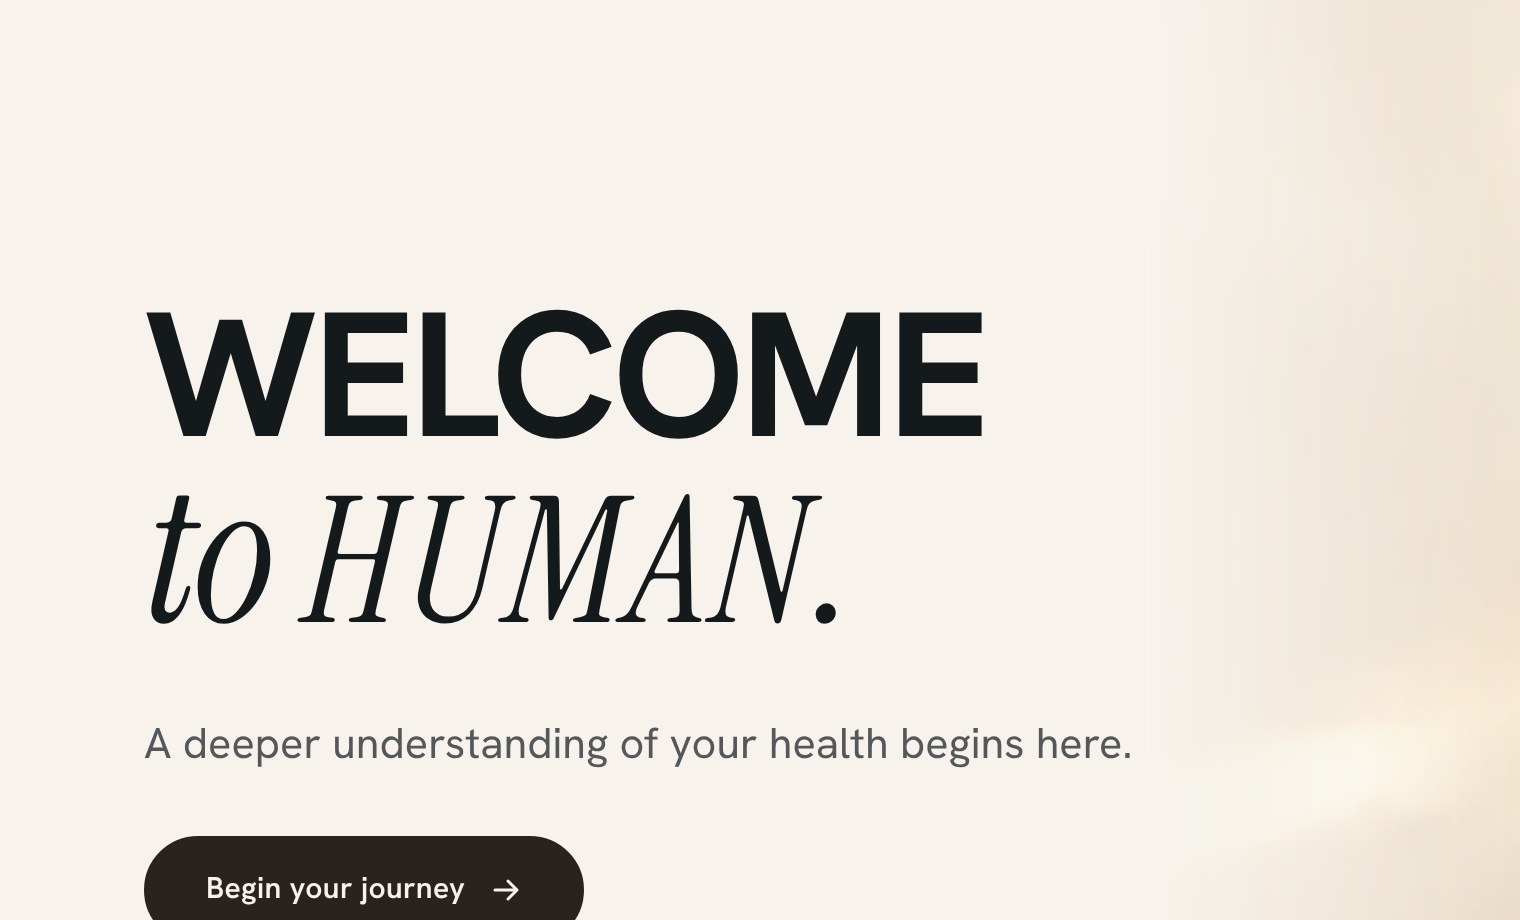 WELCOME
to HUMAN.
A deeper understanding of your health begins here.
Begin your journey →